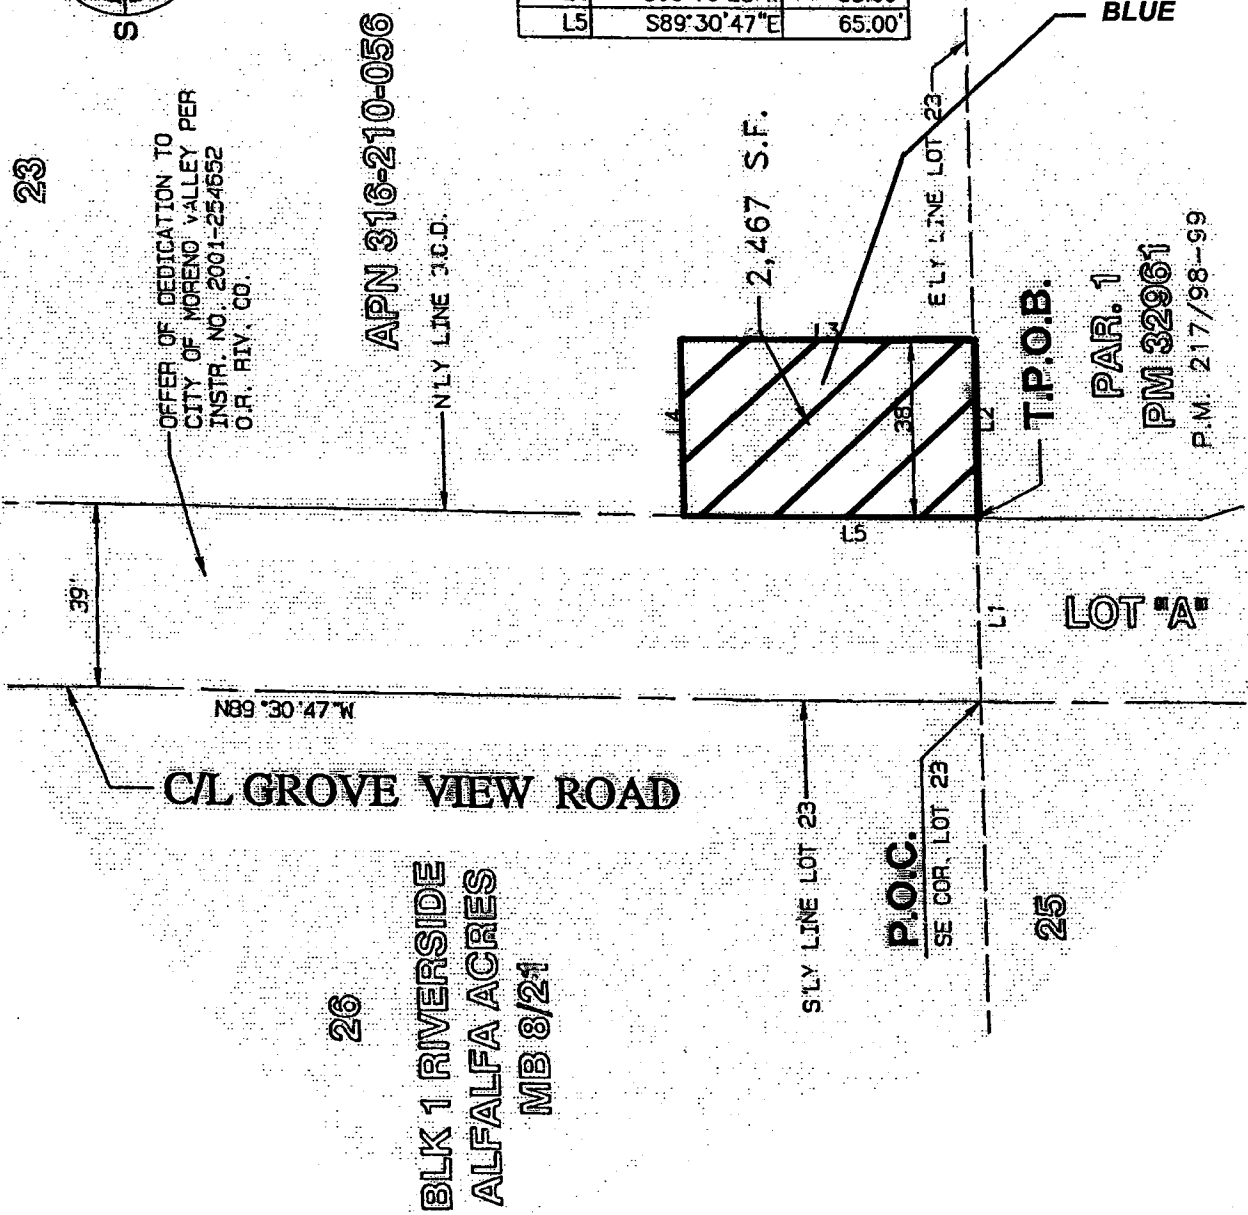 S
L5 S89°30'47"E 65.00'
BLUE
23
OFFER OF DEDICATION TO
CITY OF MORENO VALLEY PER
INSTR. NO. 2001-254652
O.R. RIV. CO.
APN 316-210-056
N'LY LINE
2,467 S.F.
E'LY LINE LOT 23
L3
L4
38'
L2
L5
T.P.O.B.
PAR. 1
PM 32961
P.M. 217/98-99
39'
N89°30'47"W
L1
LOT "A"
C/L GROVE VIEW ROAD
S'LY LINE LOT 23
P.O.C.
SE COR. LOT 23
25
26
BLK 1 RIVERSIDE
ALFALFA ACRES
MB 8/21